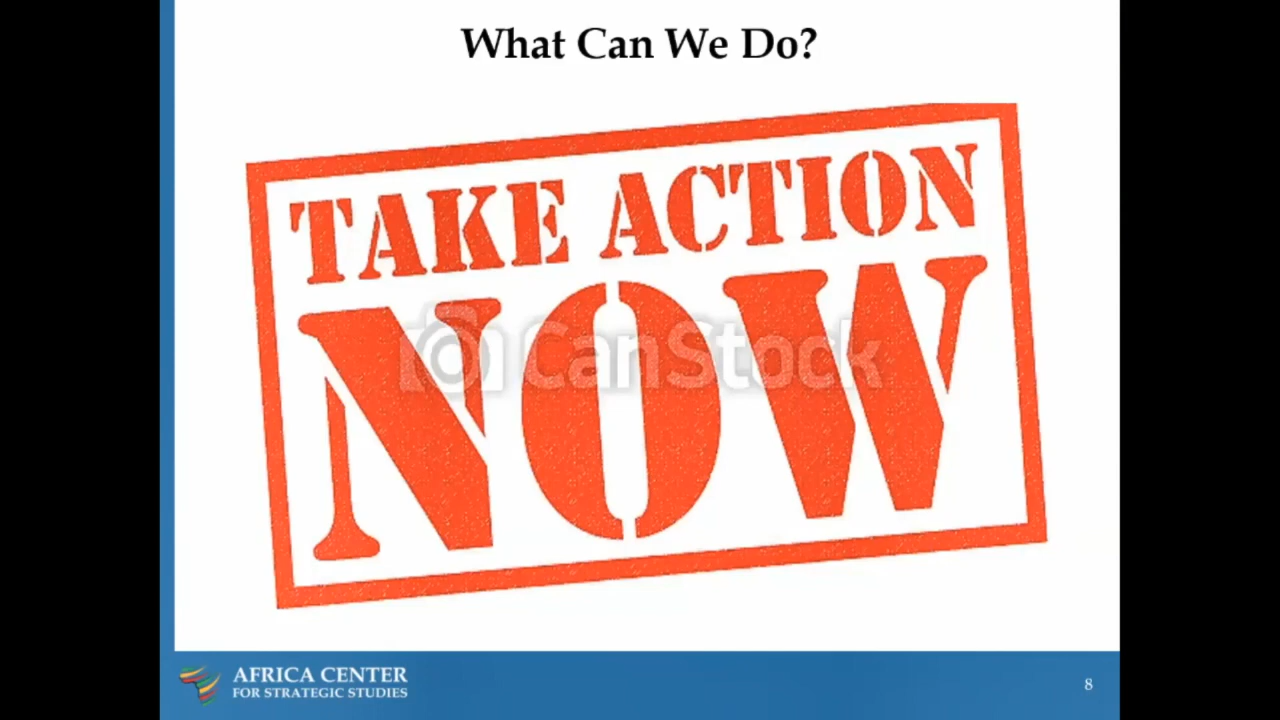 What Can We Do?
TAKE ACTION
NOW
CanStock
AFRICA CENTER
FOR STRATEGIC STUDIES
8